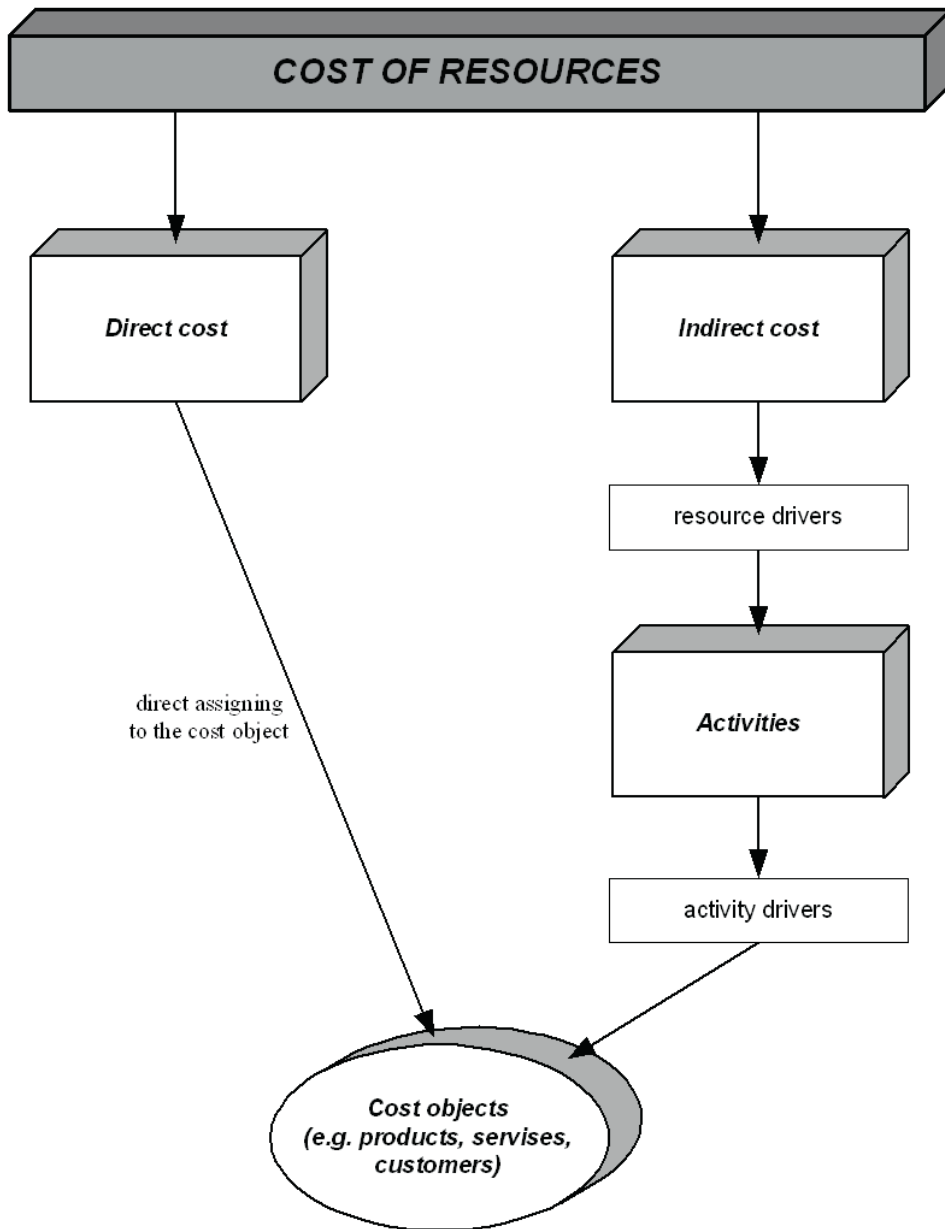 COST OF RESOURCES
Direct cost
Indirect cost
resource drivers
direct assigning
to the cost object
Activities
activity drivers
Cost objects
(e.g. products, servises,
customers)